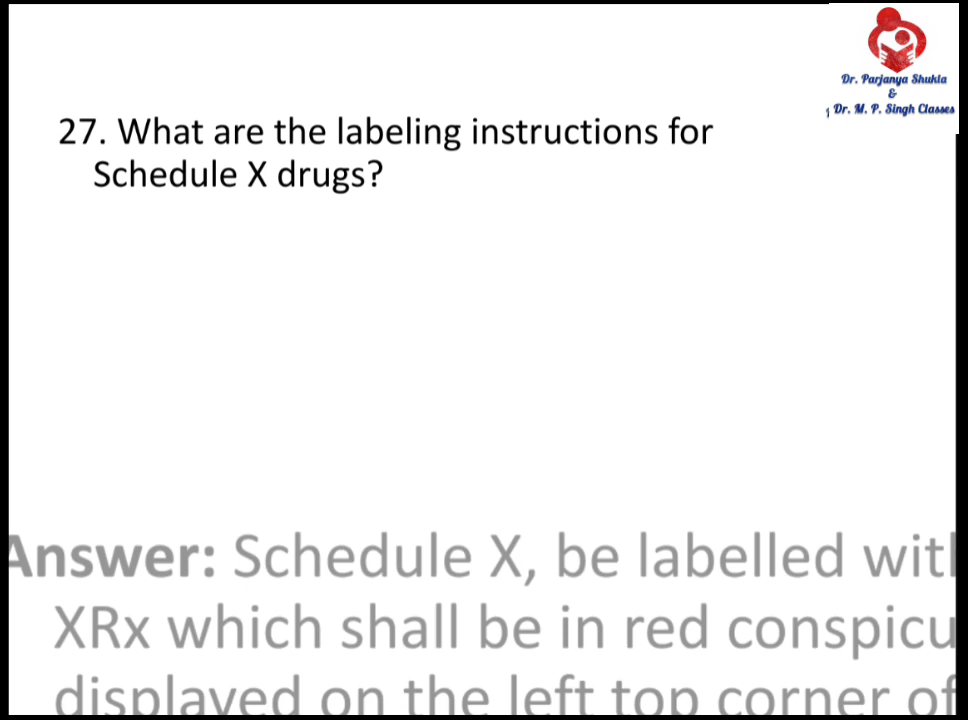 Dr. Parjanya Shukla
&
Dr. M. P. Singh Classes
27. What are the labeling instructions for
Schedule X drugs?
Answer: Schedule X, be labelled with
XRx which shall be in red conspicu
displayed on the left top corner of